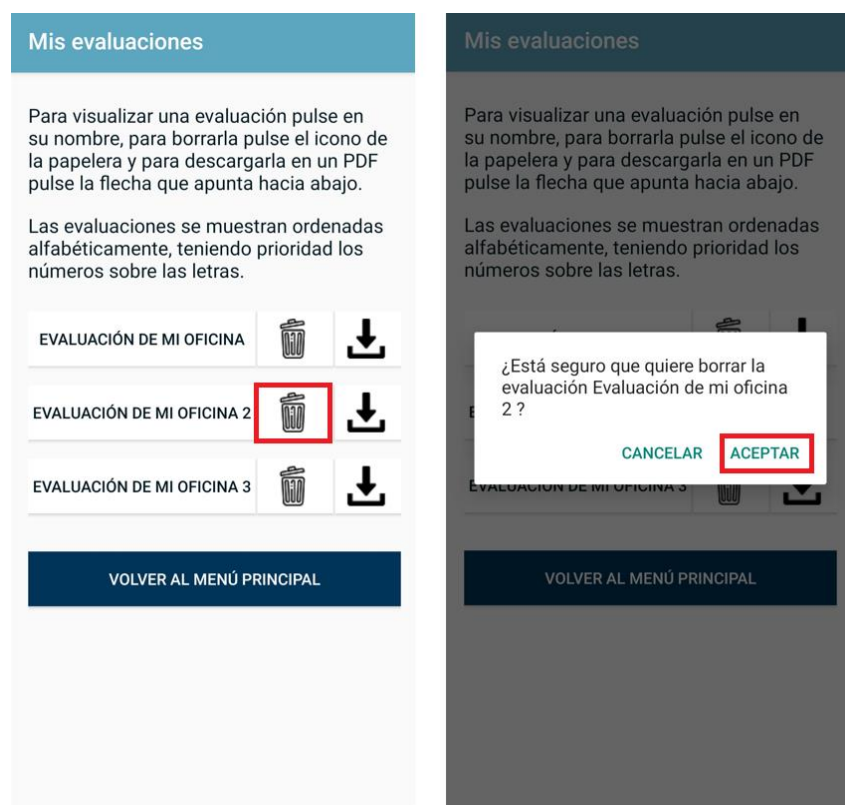 Mis evaluaciones
Para visualizar una evaluación pulse en
su nombre, para borrarla pulse el icono de
la papelera y para descargarla en un PDF
pulse la flecha que apunta hacia abajo.
Las evaluaciones se muestran ordenadas
alfabéticamente, teniendo prioridad los
números sobre las letras.
EVALUACIÓN DE MI OFICINA
EVALUACIÓN DE MI OFICINA 2
EVALUACIÓN DE MI OFICINA 3
VOLVER AL MENÚ PRINCIPAL
Mis evaluaciones
Para visualizar una evaluación pulse en
su nombre, para borrarla pulse el icono de
la papelera y para descargarla en un PDF
pulse la flecha que apunta hacia abajo.
Las evaluaciones se muestran ordenadas
alfabéticamente, teniendo prioridad los
números sobre las letras.
¿Está seguro que quiere borrar la
evaluación Evaluación de mi oficina
2 ?
CANCELAR ACEPTAR
EVALUACIÓN DE MI OFICINA 3
VOLVER AL MENÚ PRINCIPAL